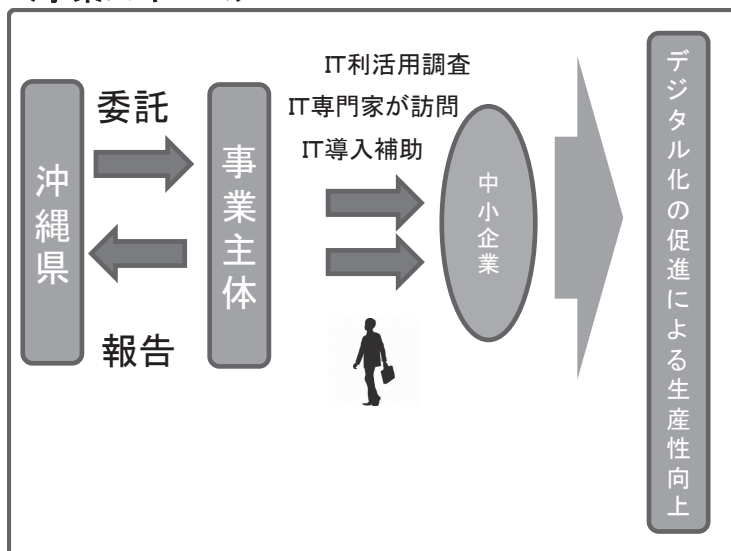 沖縄県
委託
報告
事業主体
IT利活用調査
IT専門家が訪問
IT導入補助
中小企業
デジタル化の促進による生産性向上